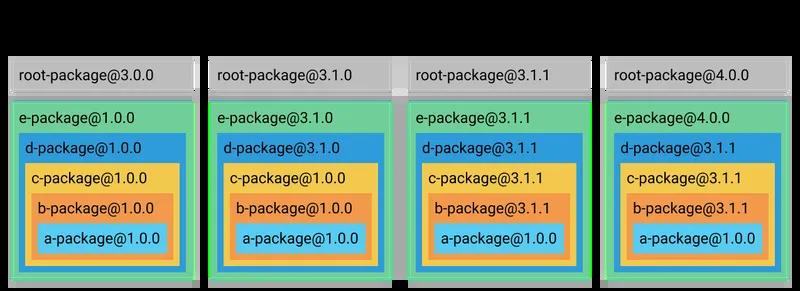 root-package@3.0.0
e-package@1.0.0
d-package@1.0.0
c-package@1.0.0
b-package@1.0.0
a-package@1.0.0
root-package@3.1.0
e-package@3.1.0
d-package@3.1.0
c-package@1.0.0
b-package@1.0.0
a-package@1.0.0
root-package@3.1.1
e-package@3.1.1
d-package@3.1.1
c-package@3.1.1
b-package@3.1.1
a-package@1.0.0
root-package@4.0.0
e-package@4.0.0
d-package@3.1.1
c-package@3.1.1
b-package@3.1.1
a-package@1.0.0